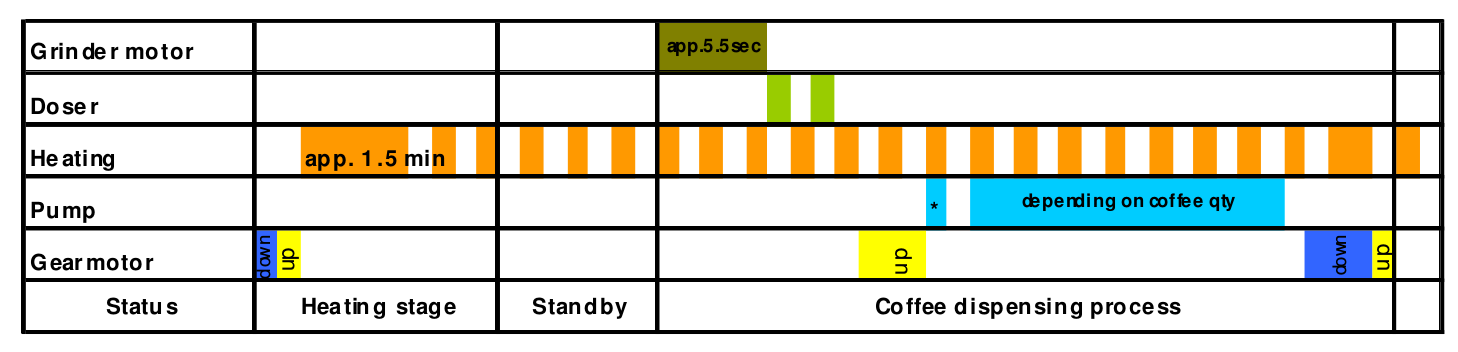 Grinder motor
app.5.5sec
Doser
Heating
app. 1.5 min
Pump
*
depending on coffee qty
Gearmotor
down
up
up
down
up
Status
Heating stage
Standby
Coffee dispensing process